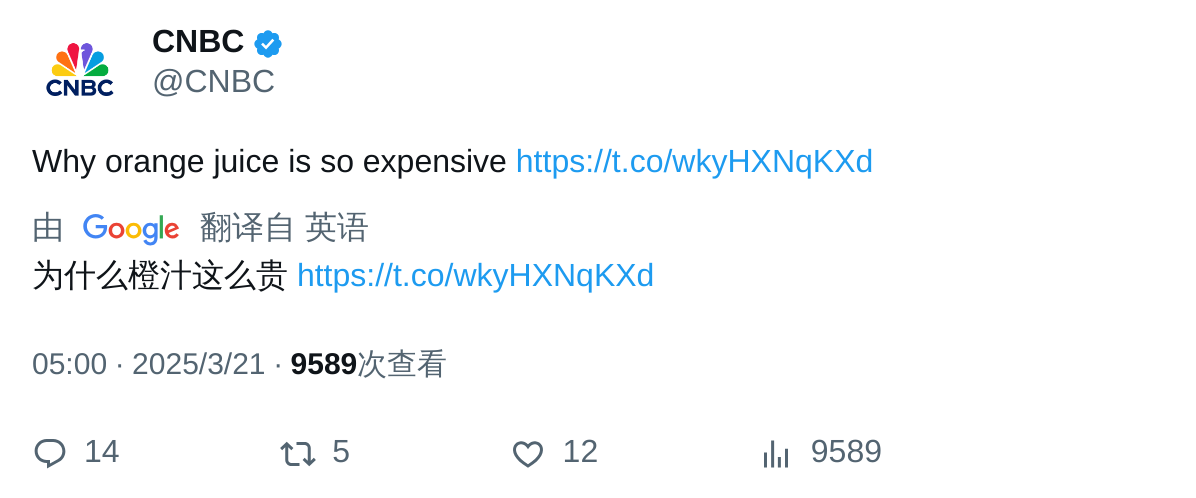 CNBC
CNBC
@CNBC
Why orange juice is so expensive https://t.co/wkyHXNqKXd
由 Google 翻译自 英语
为什么橙汁这么贵 https://t.co/wkyHXNqKXd
05:00 · 2025/3/21 · 9589次查看
14 5 12 9589